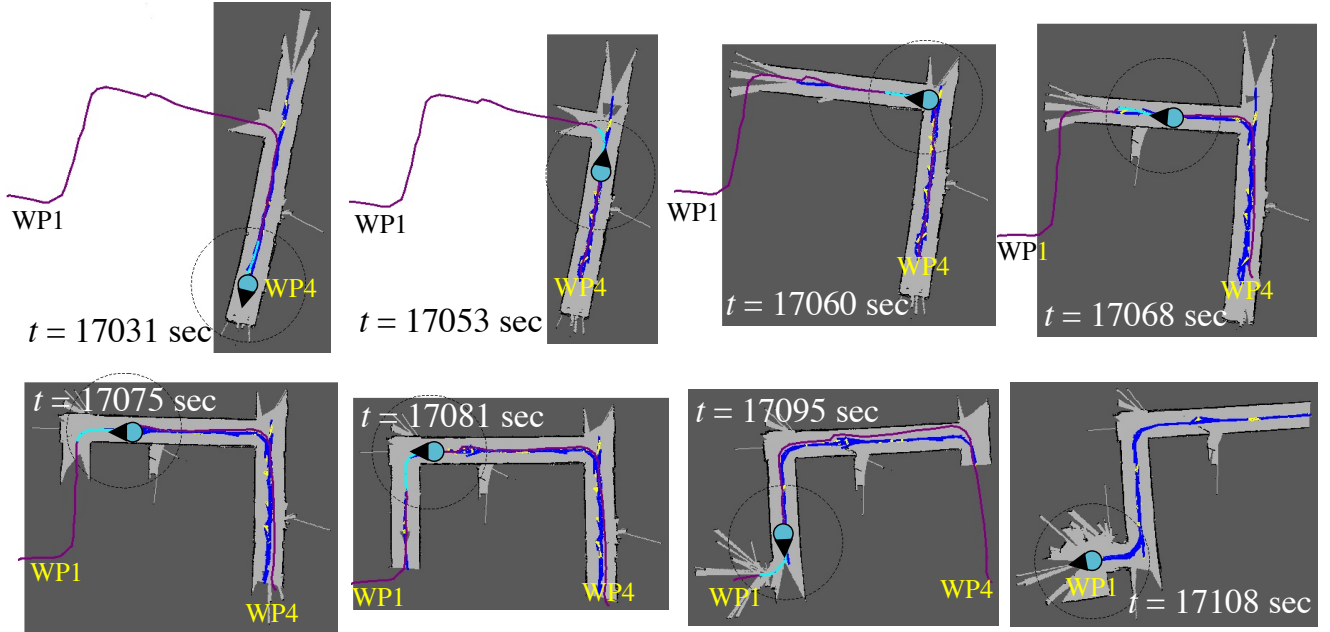 WP1
WP4
t = 17031 sec
WP1
WP4
t = 17053 sec
WP1
WP4
t = 17060 sec
WP1
WP4
t = 17068 sec
t = 17075 sec
WP1
WP4
t = 17081 sec
WP1
WP4
t = 17095 sec
WP1
WP4
WP1
t = 17108 sec